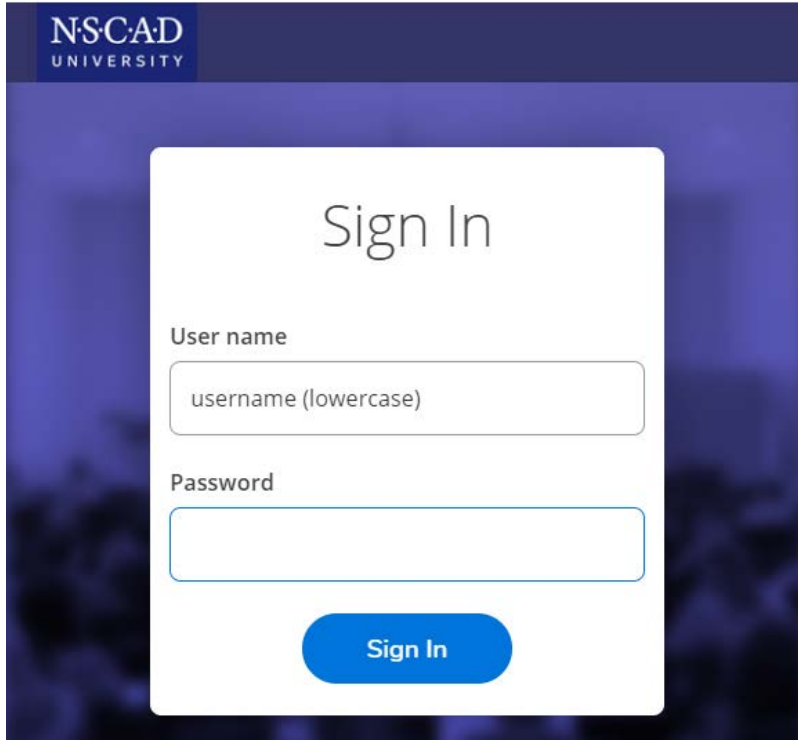 N·S·C·A·D
UNIVERSITY
Sign In
User name
username (lowercase)
Password
Sign In